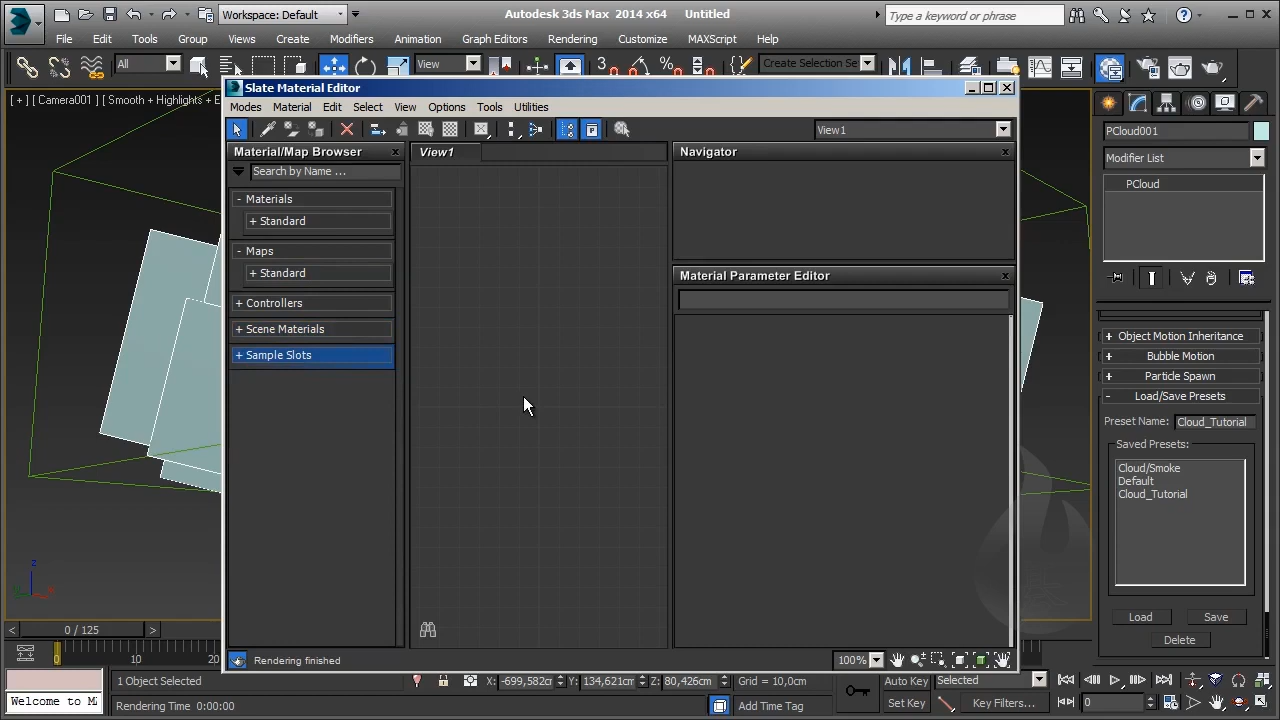 Workspace: Default
Autodesk 3ds Max 2014 x64 Untitled
Type a keyword or phrase
File Edit Tools Group Views Create Modifiers Animation Graph Editors Rendering Customize MAXScript Help
All
View
Create Selection Se
[ + ] [ Camera001 ] [ Smooth + Highlights + E
Slate Material Editor
Modes Material Edit Select View Options Tools Utilities
View1
Material/Map Browser
Search by Name ...
- Materials
+ Standard
- Maps
+ Standard
+ Controllers
+ Scene Materials
+ Sample Slots
View1
Navigator
Material Parameter Editor
Rendering finished
100%
PCloud001
Modifier List
PCloud
+ Object Motion Inheritance
+ Bubble Motion
+ Particle Spawn
- Load/Save Presets
Preset Name: Cloud_Tutorial
Saved Presets:
Cloud/Smoke
Default
Cloud_Tutorial
Load Save
Delete
z
< 0 / 125 >
0 10 20
1 Object Selected
X: -699,582cm Y: 134,621cm Z: 80,426cm Grid = 10,0cm
Auto Key Selected
Welcome to M
Rendering Time 0:00:00
Add Time Tag
Set Key Key Filters... 0